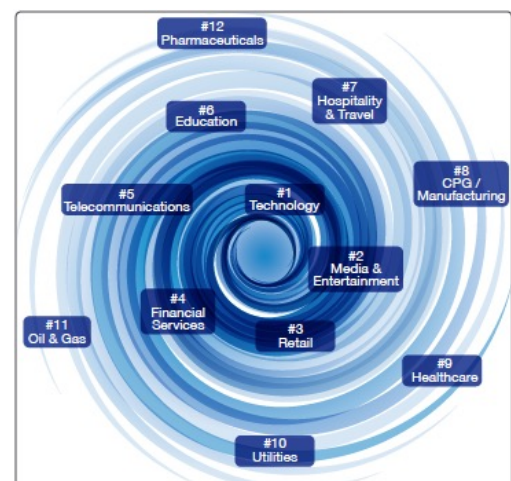 #12
Pharmaceuticals
#7
Hospitality
& Travel
#6
Education
#8
CPG /
Manufacturing
#5
Telecommunications
#1
Technology
#2
Media &
Entertainment
#4
Financial
Services
#3
Retail
#11
Oil & Gas
#9
Healthcare
#10
Utilities